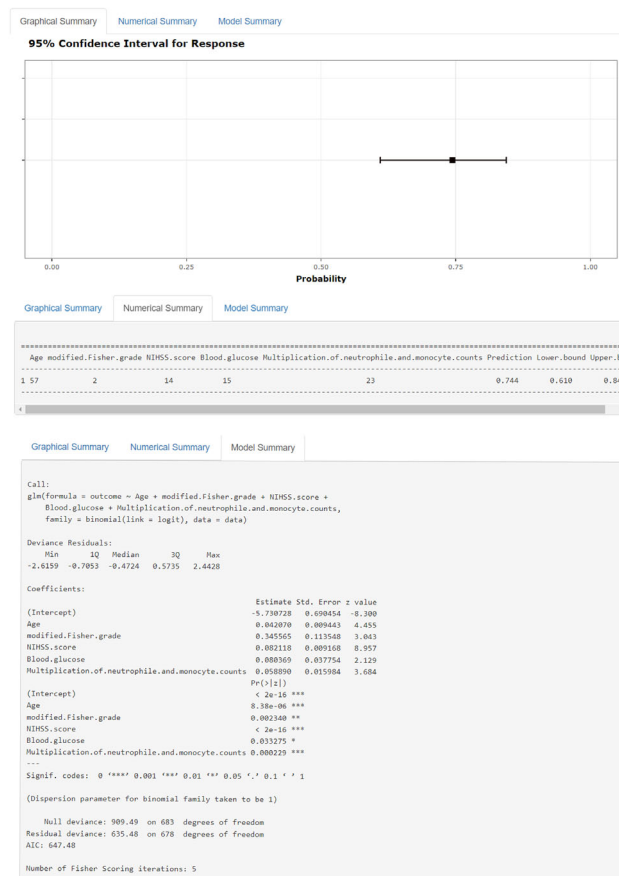 Graphical Summary Numerical Summary Model Summary
95% Confidence Interval for Response
0.00 0.25 0.50 0.75 1.00
Probability
Graphical Summary Numerical Summary Model Summary
Age modified.Fisher.grade NIHSS.score Blood.glucose Multiplication.of.neutrophile.and.monocyte.counts Prediction Lower.bound Upper.b
1 57 2 14 15 23 0.744 0.610 0.84
Graphical Summary Numerical Summary Model Summary
Call:
glm(formula = outcome ~ Age + modified.Fisher.grade + NIHSS.score +
Blood.glucose + Multiplication.of.neutrophile.and.monocyte.counts,
family = binomial(link = logit), data = data)
Deviance Residuals:
Min 1Q Median 3Q Max
-2.6159 -0.7053 -0.4724 0.5735 2.4428
Coefficients:
Estimate Std. Error z value
(Intercept) -5.730728 0.690454 -8.300
Age 0.042070 0.009443 4.455
modified.Fisher.grade 0.345565 0.113548 3.043
NIHSS.score 0.082118 0.009168 8.957
Blood.glucose 0.080369 0.037754 2.129
Multiplication.of.neutrophile.and.monocyte.counts 0.058890 0.015984 3.684
Pr(>|z|)
(Intercept) < 2e-16 ***
Age 8.38e-06 ***
modified.Fisher.grade 0.002340 **
NIHSS.score < 2e-16 ***
Blood.glucose 0.033275 *
Multiplication.of.neutrophile.and.monocyte.counts 0.000229 ***
---
Signif. codes: 0 '***' 0.001 '**' 0.01 '*' 0.05 '.' 0.1 ' ' 1
(Dispersion parameter for binomial family taken to be 1)
Null deviance: 909.49 on 683 degrees of freedom
Residual deviance: 635.48 on 678 degrees of freedom
AIC: 647.48
Number of Fisher Scoring iterations: 5